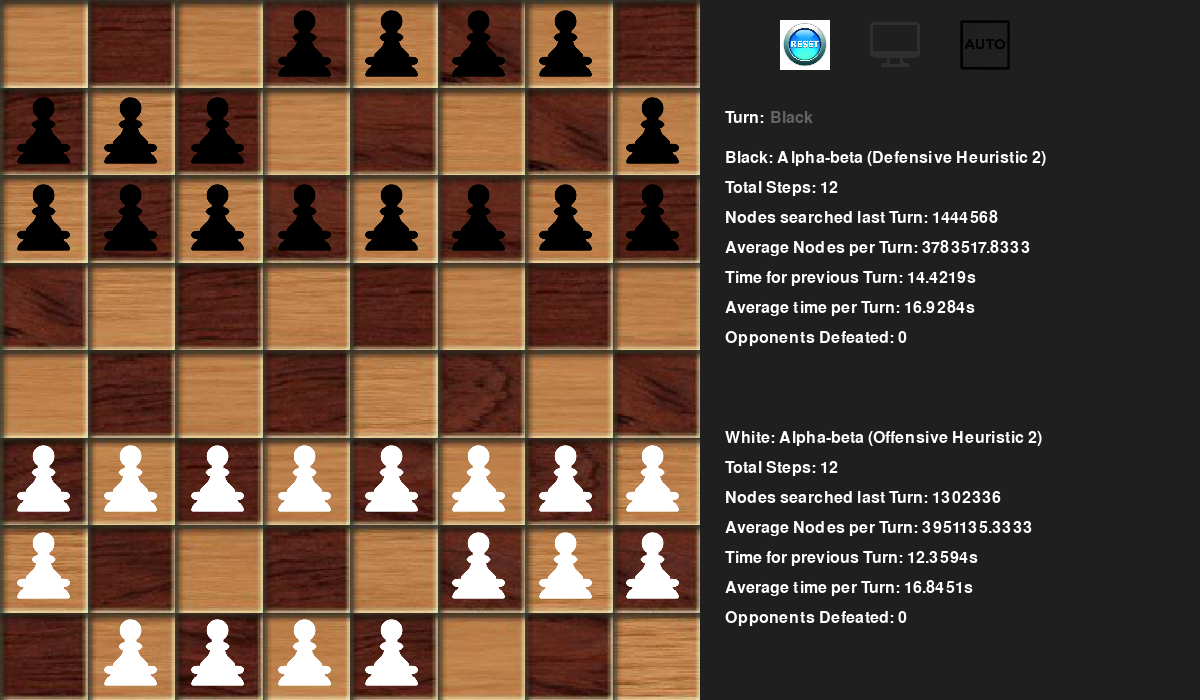 RESET
AUTO
Turn: Black
Black: Alpha-beta (Defensive Heuristic 2)
Total Steps: 12
Nodes searched last Turn: 1444568
Average Nodes per Turn: 3783517.8333
Time for previous Turn: 14.4219s
Average time per Turn: 16.9284s
Opponents Defeated: 0
White: Alpha-beta (Offensive Heuristic 2)
Total Steps: 12
Nodes searched last Turn: 1302336
Average Nodes per Turn: 3951135.3333
Time for previous Turn: 12.3594s
Average time per Turn: 16.8451s
Opponents Defeated: 0